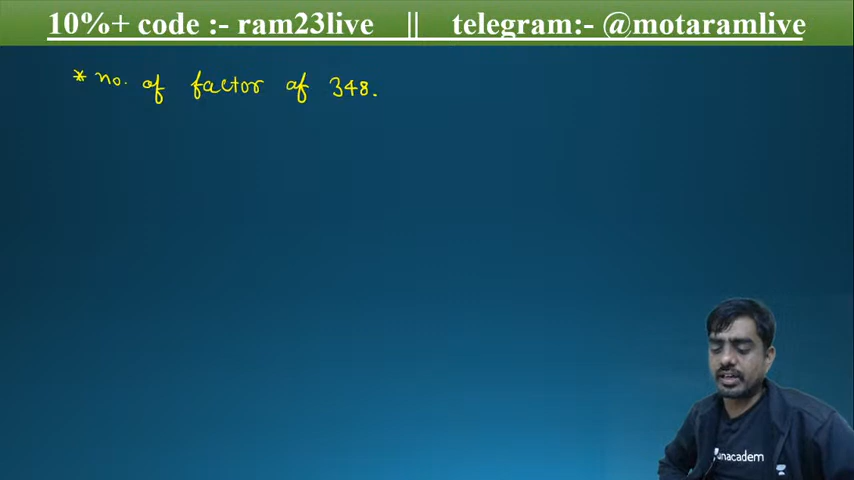 10%+ code :- ram23live || telegram:- @motaramlive
* no. of factor of 348.
unacadem